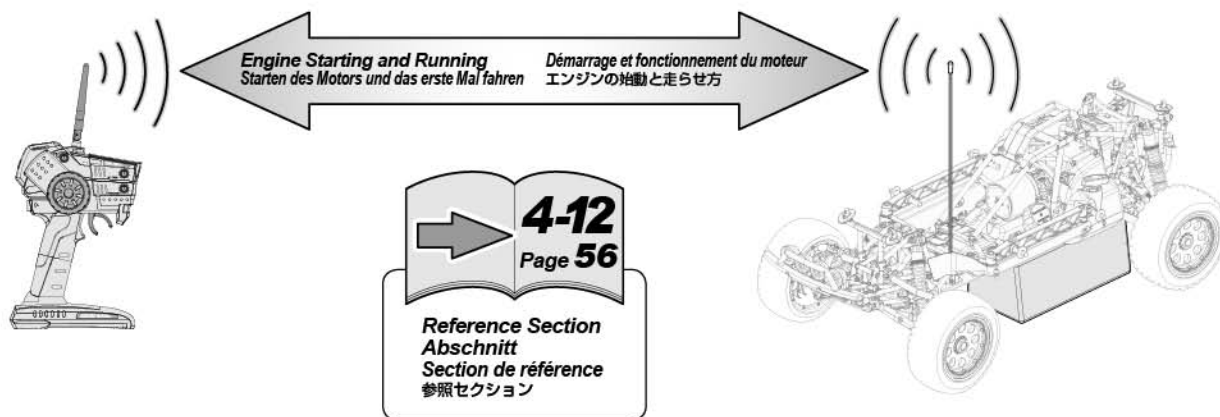 Engine Starting and Running
Starten des Motors und das erste Mal fahren
Démarrage et fonctionnement du moteur
エンジンの始動と走らせ方
4-12
Page 56
Reference Section
Abschnitt
Section de référence
参照セクション